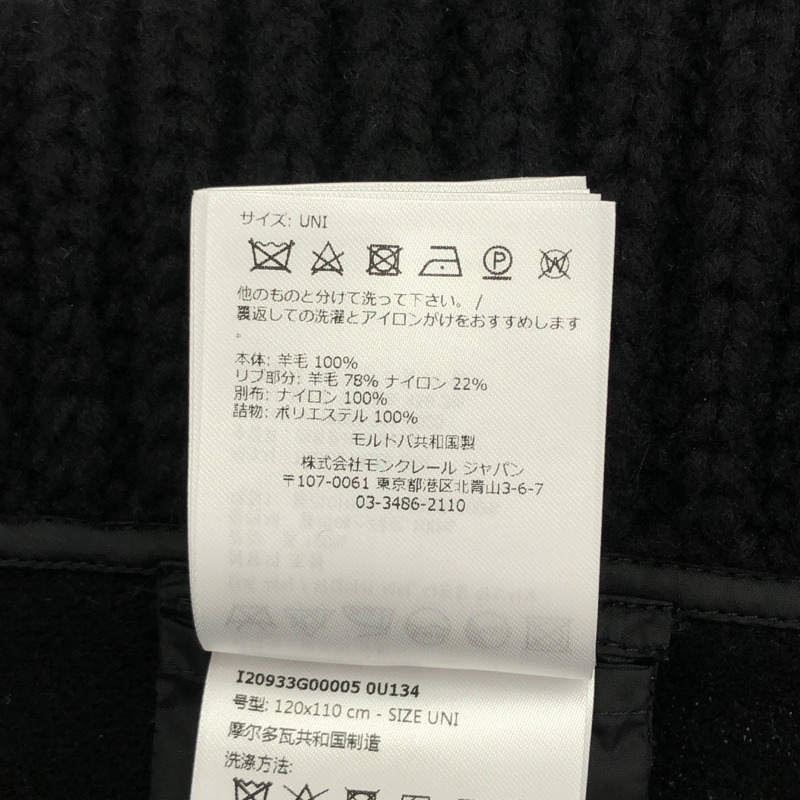 サイズ: UNI
P W
他のものと分けて洗って下さい。 /
裏返しての洗濯とアイロンがけをおすすめします
。
本体: 羊毛 100%
リブ部分: 羊毛 78% ナイロン 22%
別布: ナイロン 100%
詰物: ポリエステル 100%
モルドバ共和国製
株式会社モンクレール ジャパン
〒107-0061 東京都港区北青山3-6-7
03-3486-2110
I20933G00005 0U134
号型: 120x110 cm - SIZE UNI
摩尔多瓦共和国制造
洗涤方法: